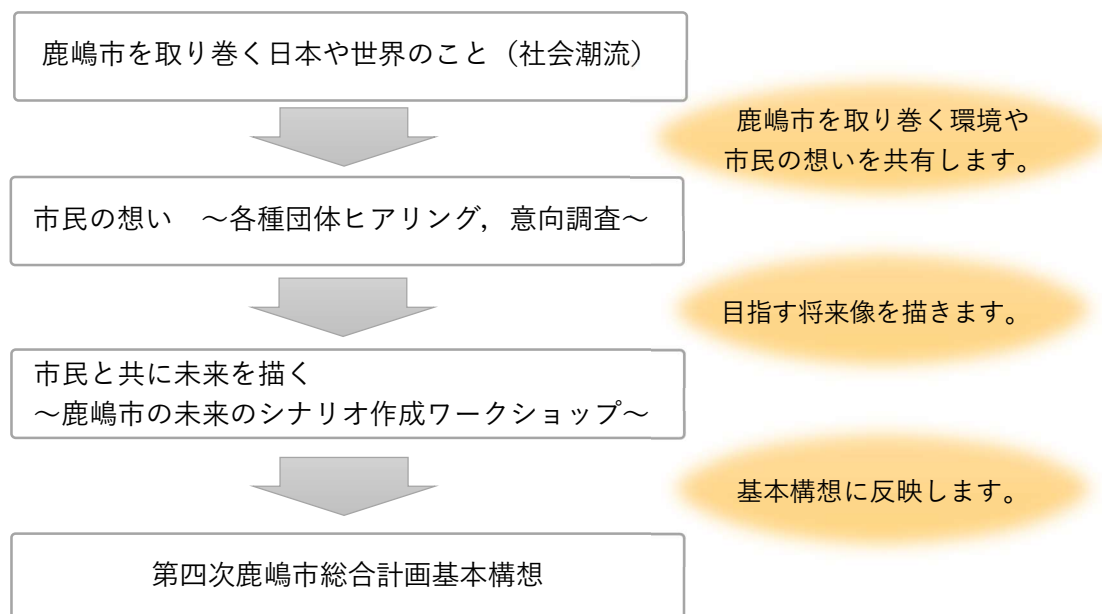 鹿嶋市を取り巻く日本や世界のこと（社会潮流）
鹿嶋市を取り巻く環境や
市民の想いを共有します。
市民の想い　～各種団体ヒアリング，意向調査～
目指す将来像を描きます。
市民と共に未来を描く
～鹿嶋市の未来のシナリオ作成ワークショップ～
基本構想に反映します。
第四次鹿嶋市総合計画基本構想